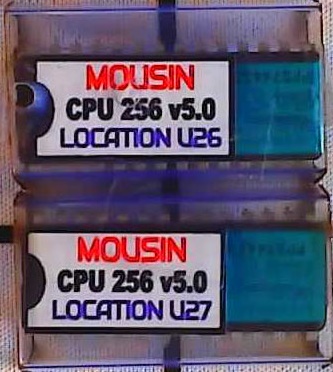 MOUSIN
CPU 256 v5.0
LOCATION U26
MOUSIN
CPU 256 v5.0
LOCATION U27